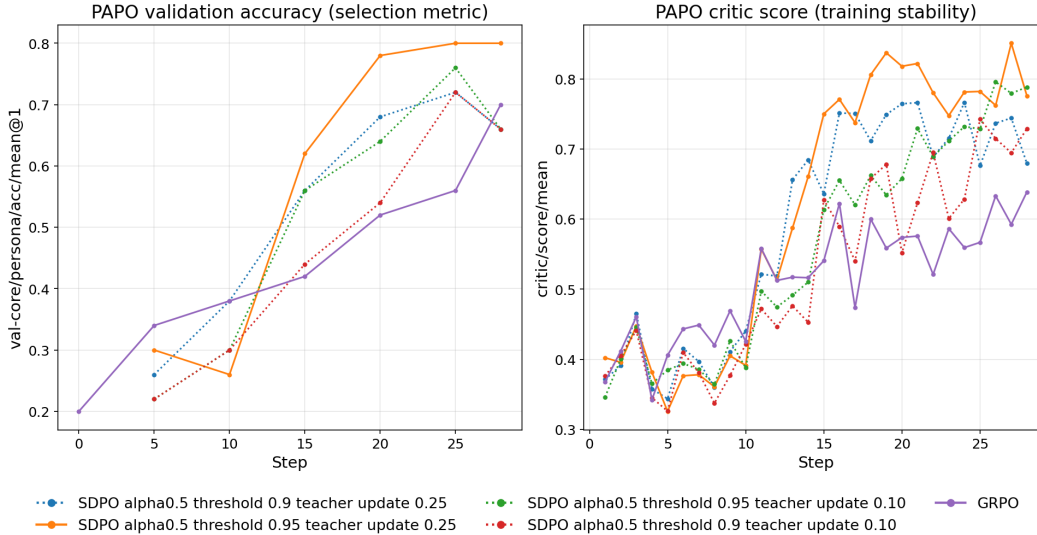 PAPO validation accuracy (selection metric)
val-core/persona/acc/mean@1
0.8
0.7
0.6
0.5
0.4
0.3
0.2
0
5
10
15
20
25
Step
PAPO critic score (training stability)
critic/score/mean
0.8
0.7
0.6
0.5
0.4
0.3
0
5
10
15
20
25
Step
SDPO alpha0.5 threshold 0.9 teacher update 0.25
SDPO alpha0.5 threshold 0.95 teacher update 0.25
SDPO alpha0.5 threshold 0.95 teacher update 0.10
SDPO alpha0.5 threshold 0.9 teacher update 0.10
GRPO